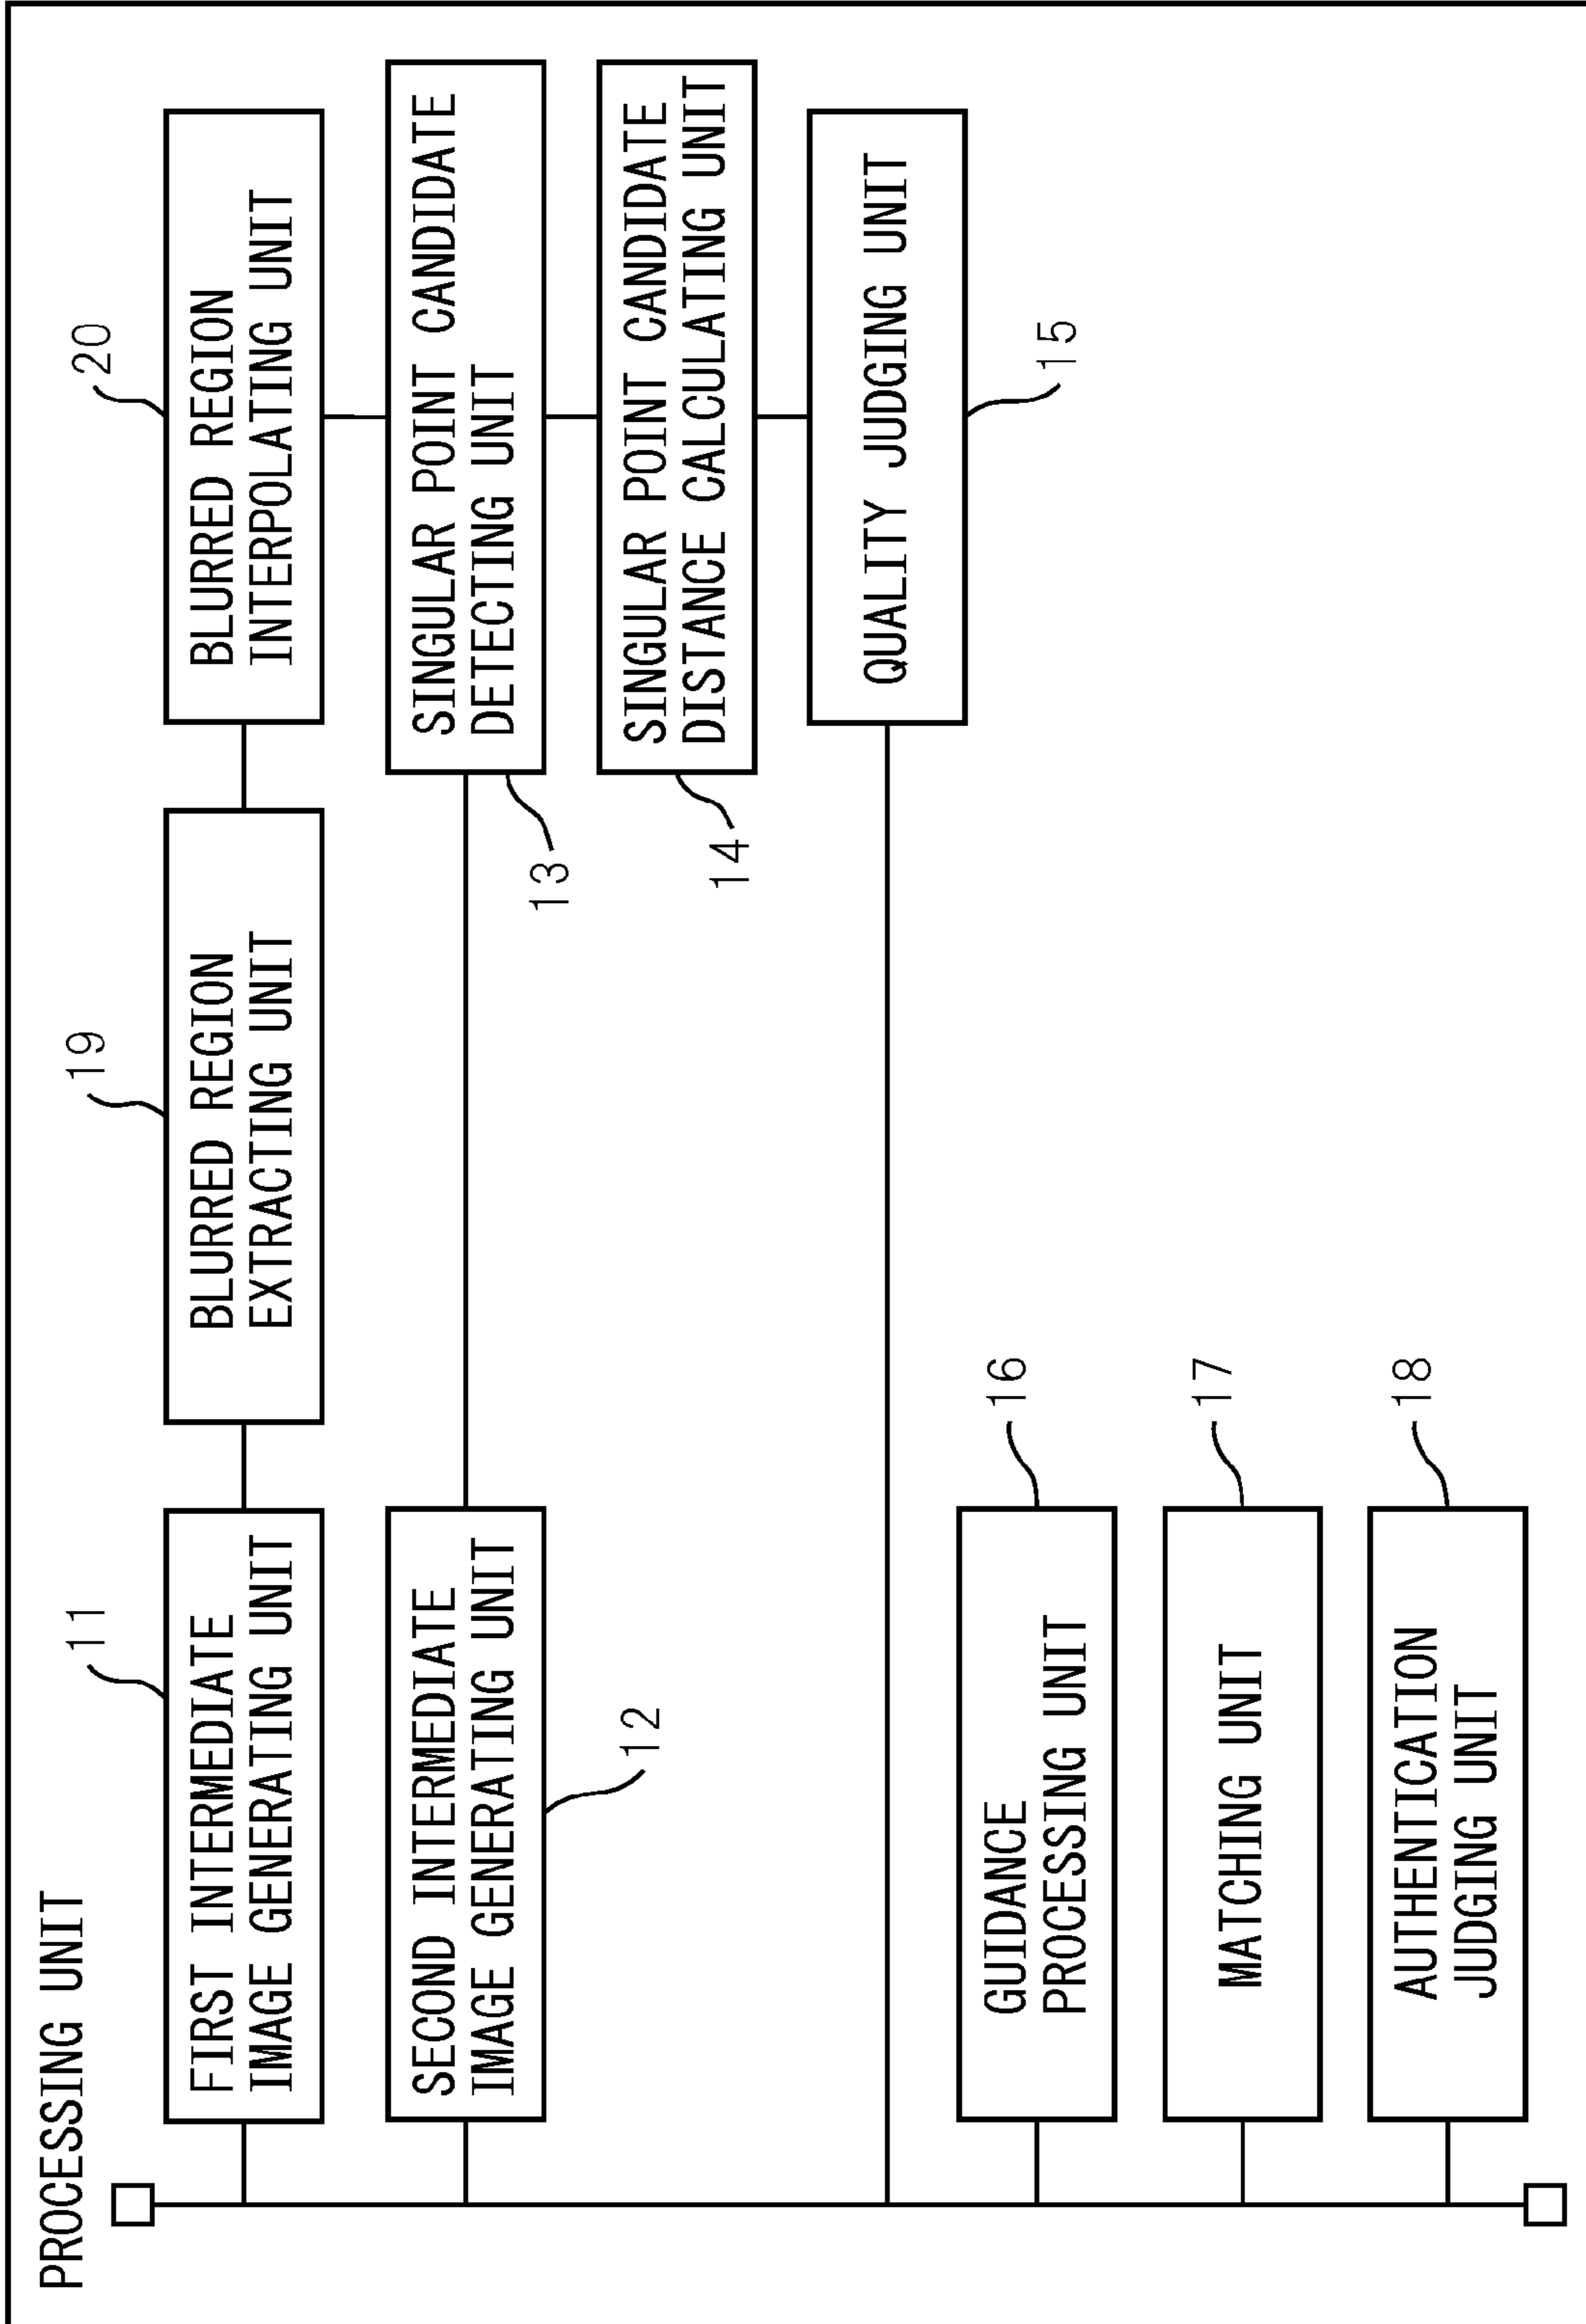 PROCESSING UNIT
11
FIRST INTERMEDIATE
IMAGE GENERATING UNIT
19
BLURRED REGION
EXTRACTING UNIT
20
BLURRED REGION
INTERPOLATING UNIT
SECOND INTERMEDIATE
IMAGE GENERATING UNIT
12
SINGULAR POINT CANDIDATE
DETECTING UNIT
13
SINGULAR POINT CANDIDATE
DISTANCE CALCULATING UNIT
14
QUALITY JUDGING UNIT
15
GUIDANCE
PROCESSING UNIT
16
MATCHING UNIT
17
AUTHENTICATION
JUDGING UNIT
18